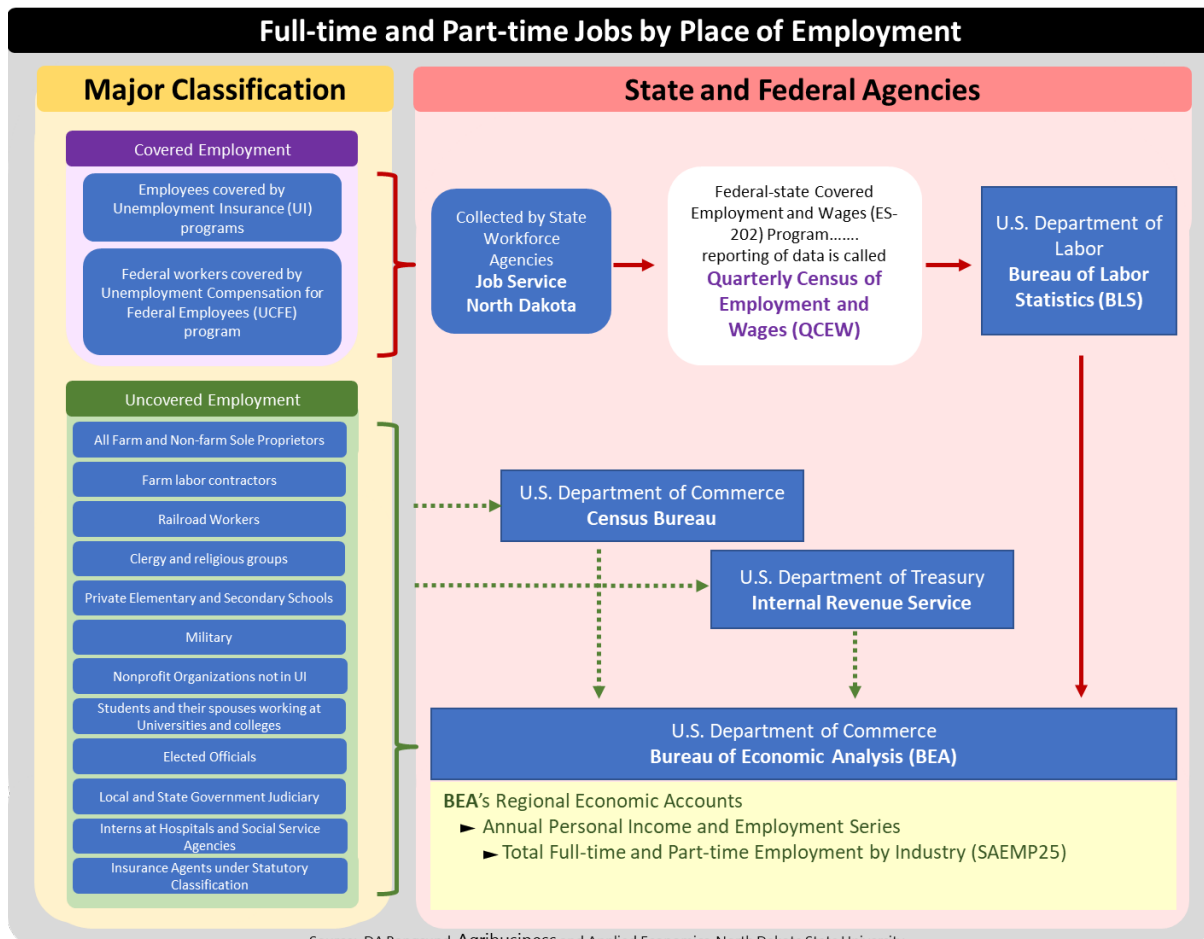 Full-time and Part-time Jobs by Place of Employment
Major Classification
Covered Employment
Employees covered by
Unemployment Insurance (UI)
programs
Federal workers covered by
Unemployment Compensation for
Federal Employees (UCFE)
program
Uncovered Employment
All Farm and Non-farm Sole Proprietors
Farm labor contractors
Railroad Workers
Clergy and religious groups
Private Elementary and Secondary Schools
Military
Nonprofit Organizations not in UI
Students and their spouses working at
Universities and colleges
Elected Officials
Local and State Government Judiciary
Interns at Hospitals and Social Service
Agencies
Insurance Agents under Statutory
Classification
State and Federal Agencies
Collected by State
Workforce
Agencies
Job Service
North Dakota
Federal-state Covered
Employment and Wages (ES-
202) Program.......
reporting of data is called
Quarterly Census of
Employment and
Wages (QCEW)
U.S. Department of
Labor
Bureau of Labor
Statistics (BLS)
U.S. Department of Commerce
Census Bureau
U.S. Department of Treasury
Internal Revenue Service
U.S. Department of Commerce
Bureau of Economic Analysis (BEA)
BEA's Regional Economic Accounts
► Annual Personal Income and Employment Series
► Total Full-time and Part-time Employment by Industry (SAEMP25)
Agribusiness and Applied Economics North Dakota State University